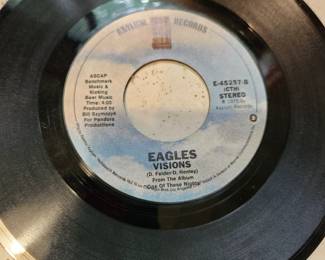 ASYLUM RECORDS
ASCAP
Benchmark
Music &
Kicking
Bear Music
Time: 4:00
Produced by
Bill Szymczyk
For Pandora
Productions
E-45257-B
(CTH)
STEREO
EAGLES
VISIONS
(D. Felder-D. Henley)
From The Album
"One Of These Nights"